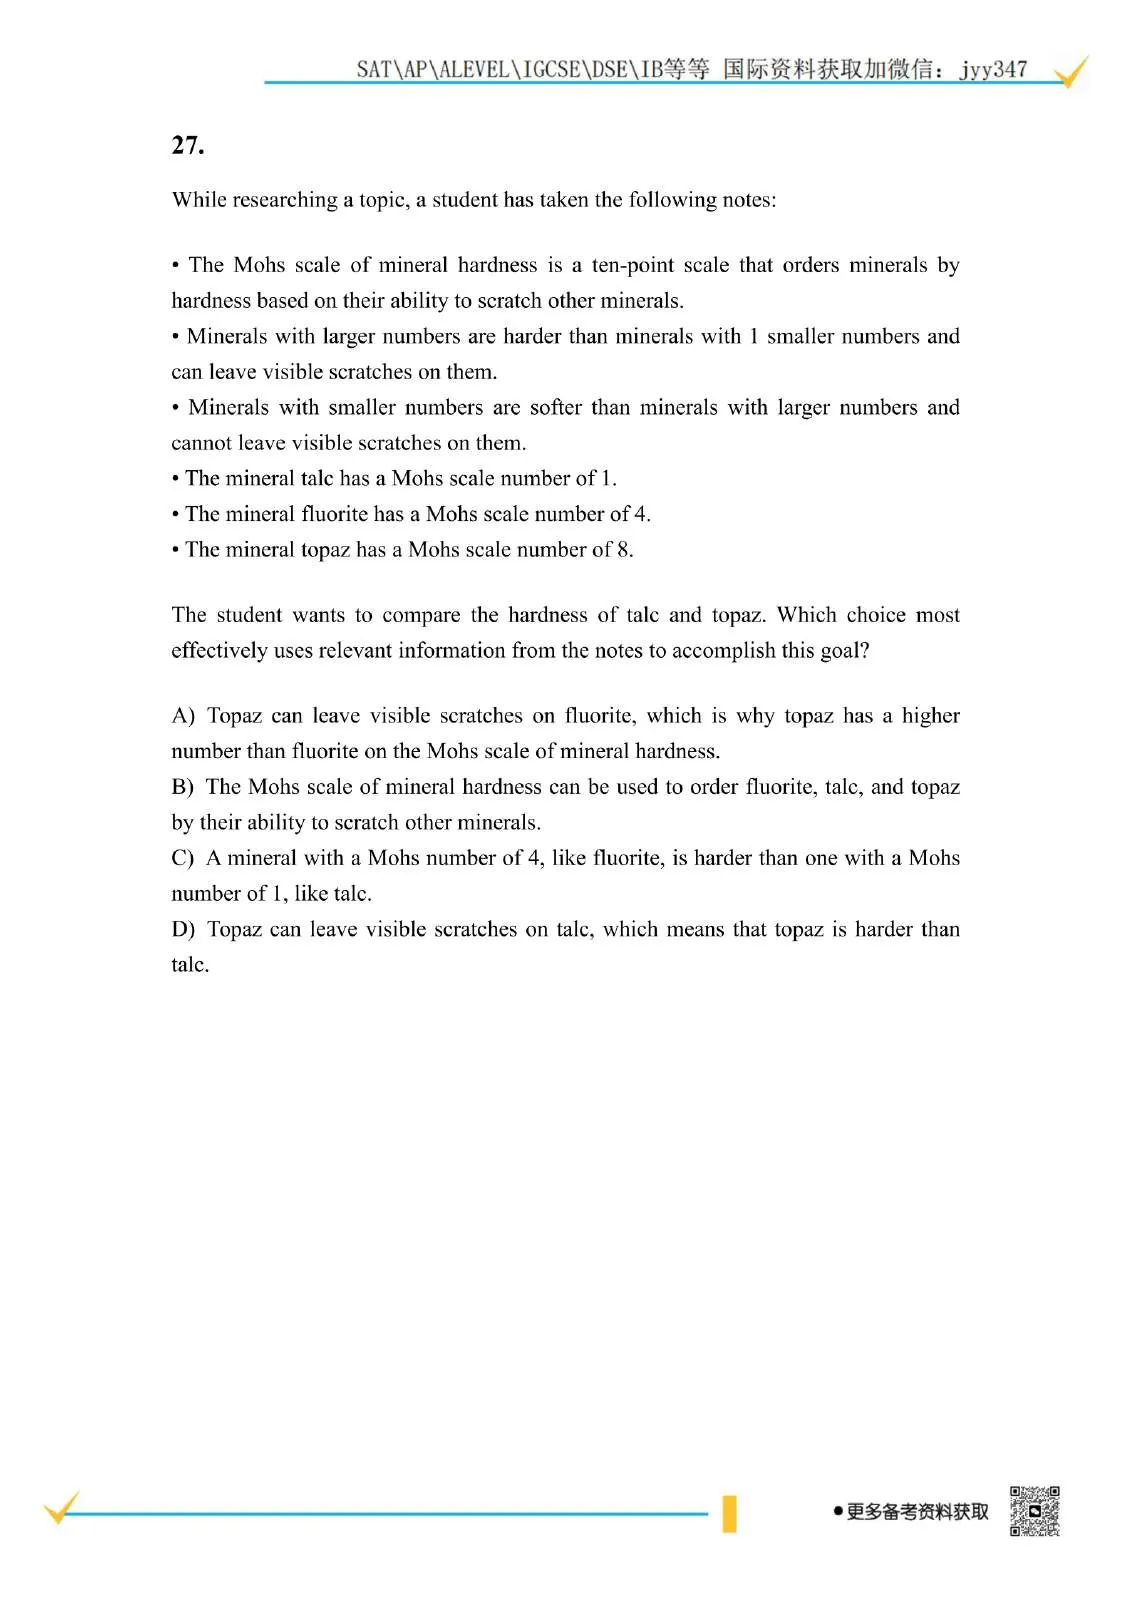 SAT\AP\ALEVEL\IGCSE\DSE\IB等等 国际资料获取加微信：jyy347
27.
While researching a topic, a student has taken the following notes:
• The Mohs scale of mineral hardness is a ten-point scale that orders minerals by
hardness based on their ability to scratch other minerals.
• Minerals with larger numbers are harder than minerals with 1 smaller numbers and
can leave visible scratches on them.
• Minerals with smaller numbers are softer than minerals with larger numbers and
cannot leave visible scratches on them.
• The mineral talc has a Mohs scale number of 1.
• The mineral fluorite has a Mohs scale number of 4.
• The mineral topaz has a Mohs scale number of 8.
The student wants to compare the hardness of talc and topaz. Which choice most
effectively uses relevant information from the notes to accomplish this goal?
A) Topaz can leave visible scratches on fluorite, which is why topaz has a higher
number than fluorite on the Mohs scale of mineral hardness.
B) The Mohs scale of mineral hardness can be used to order fluorite, talc, and topaz
by their ability to scratch other minerals.
C) A mineral with a Mohs number of 4, like fluorite, is harder than one with a Mohs
number of 1, like talc.
D) Topaz can leave visible scratches on talc, which means that topaz is harder than
talc.
•更多备考资料获取